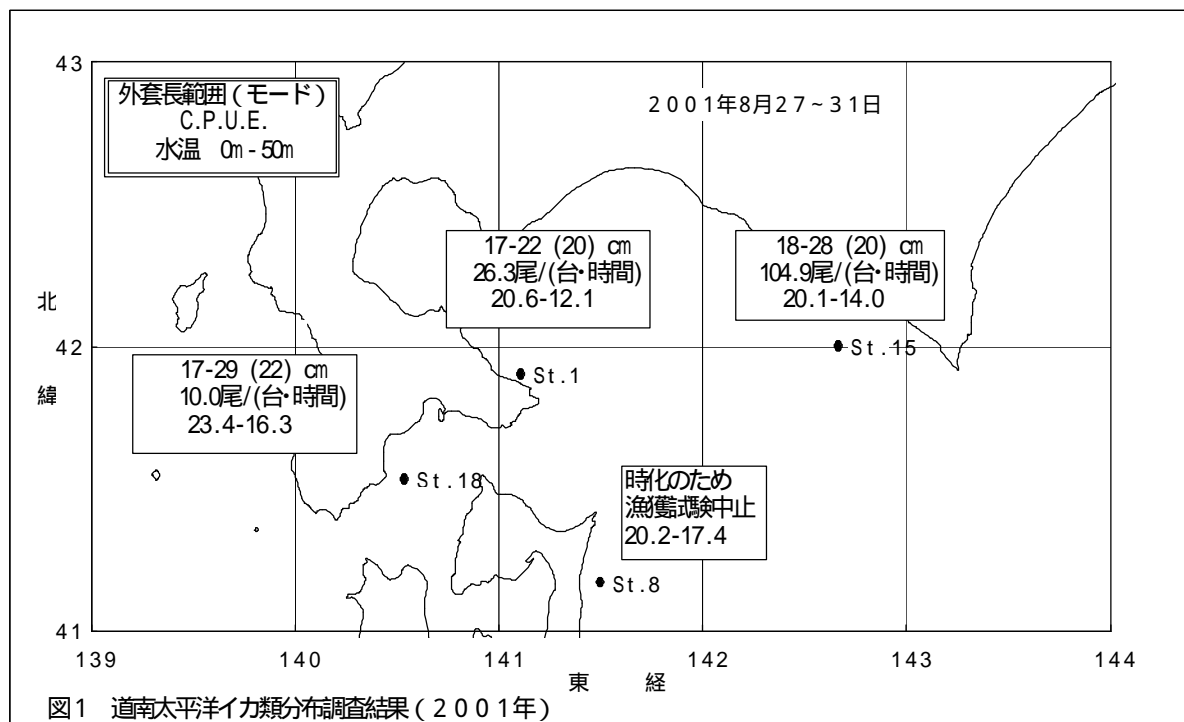 43
外套長範囲(モード)
C.P.U.E.
水温 0m-50m
2001年8月27~31日
17-22 (20) cm
26.3尾/(台・時間)
20.6-12.1
18-28 (20) cm
104.9尾/(台・時間)
20.1-14.0
北
緯
42
St.15
St.1
17-29 (22) cm
10.0尾/(台・時間)
23.4-16.3
St.18
時化のため
漁獲試験中止
20.2-17.4
St.8
41
139 140 141 142 143 144
東 経
図1 道南太平洋イカ類分布調査結果(2001年)